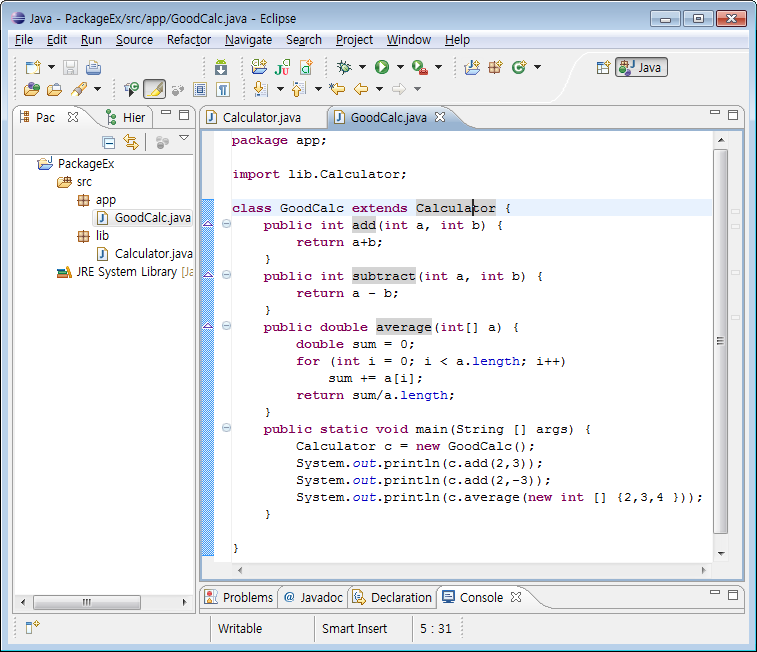 Java - PackageEx/src/app/GoodCalc.java - Eclipse
File Edit Run Source Refactor Navigate Search Project Window Help
Java
Pac Hier
Calculator.java GoodCalc.java
PackageEx
src
app
GoodCalc.java
lib
Calculator.java
JRE System Library [Ja
package app;
import lib.Calculator;
class GoodCalc extends Calculator {
public int add(int a, int b) {
return a+b;
}
public int subtract(int a, int b) {
return a - b;
}
public double average(int[] a) {
double sum = 0;
for (int i = 0; i < a.length; i++)
sum += a[i];
return sum/a.length;
}
public static void main(String [] args) {
Calculator c = new GoodCalc();
System.out.println(c.add(2,3));
System.out.println(c.add(2,-3));
System.out.println(c.average(new int [] {2,3,4 }));
}
}
Problems @ Javadoc Declaration Console
Writable Smart Insert 5 : 31